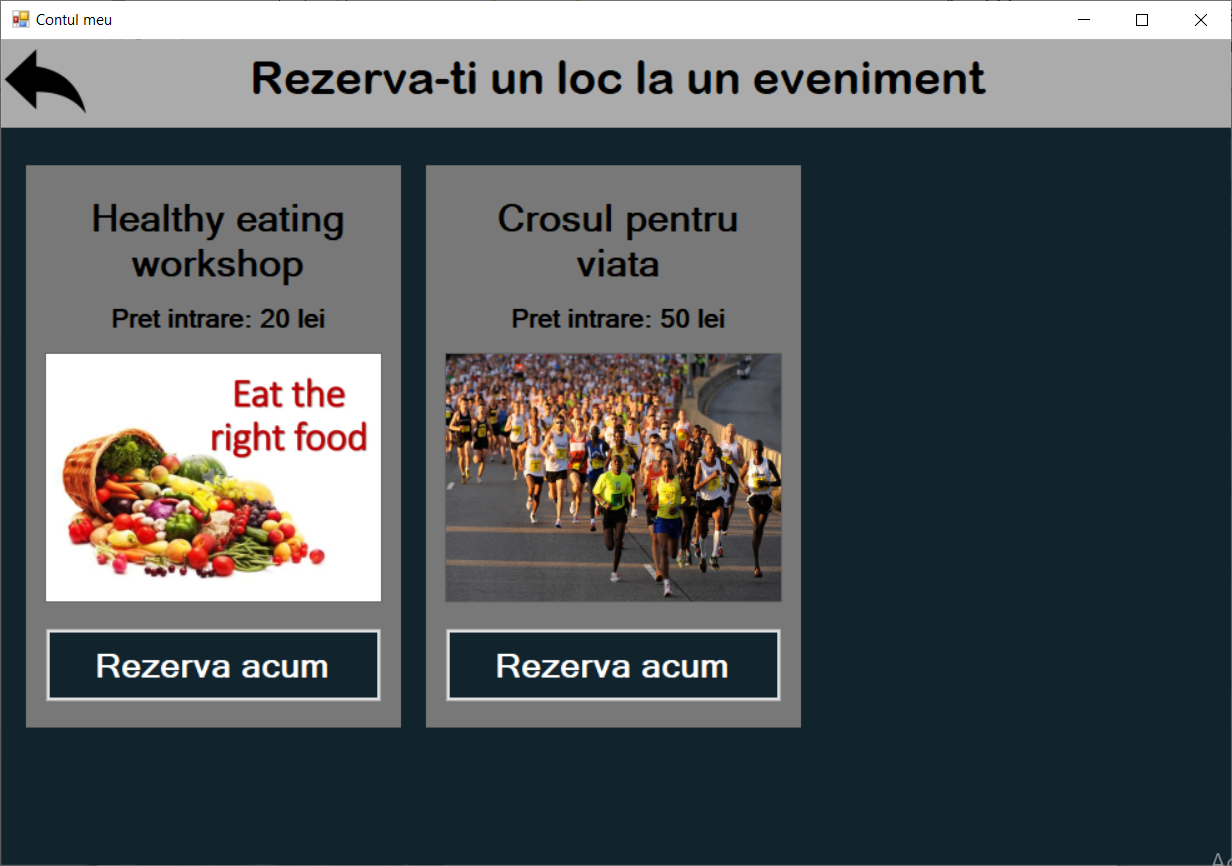 Contul meu
Rezerva-ti un loc la un eveniment
Healthy eating
workshop
Pret intrare: 20 lei
Eat the
right food
Rezerva acum
Crosul pentru
viata
Pret intrare: 50 lei
Rezerva acum